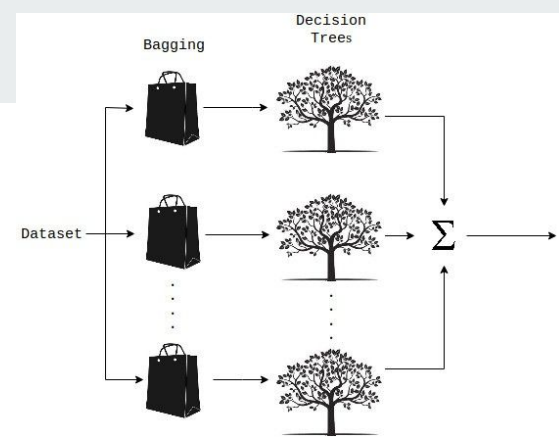 Decision
Trees
Bagging
Dataset
Σ